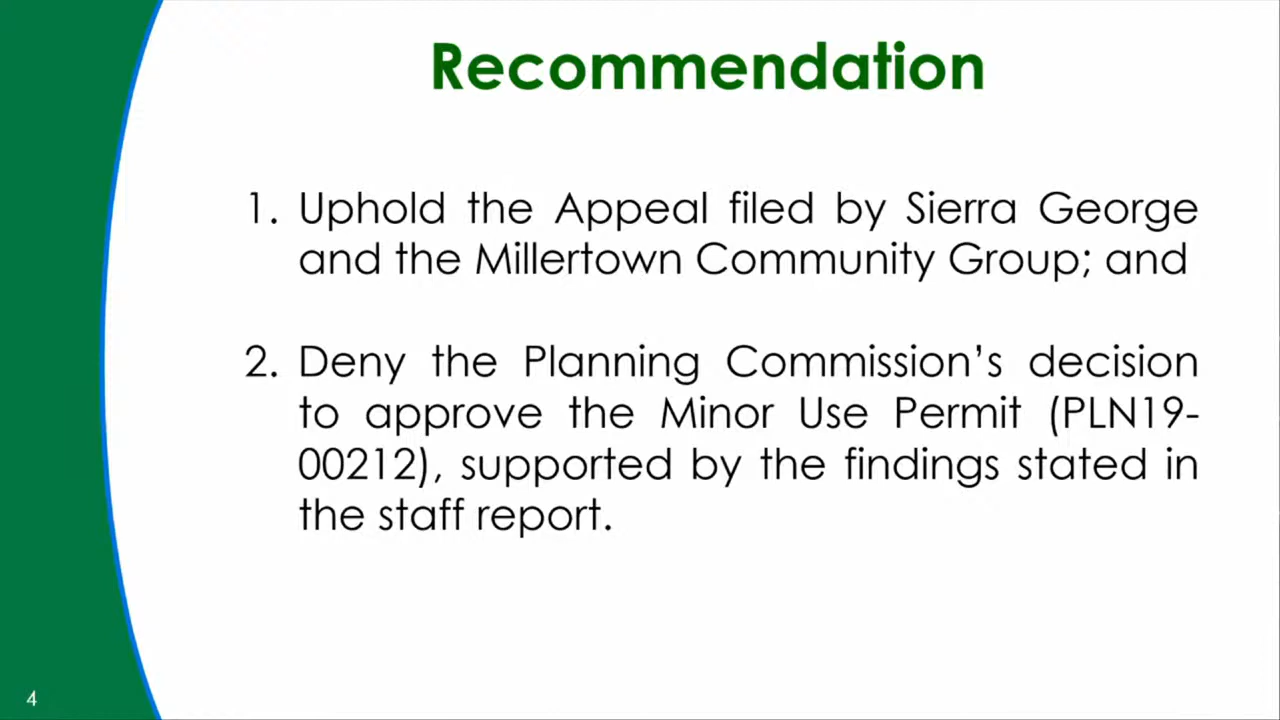 Recommendation
1. Uphold the Appeal filed by Sierra George
and the Millertown Community Group; and
2. Deny the Planning Commission’s decision
to approve the Minor Use Permit (PLN19-
00212), supported by the findings stated in
the staff report.
4